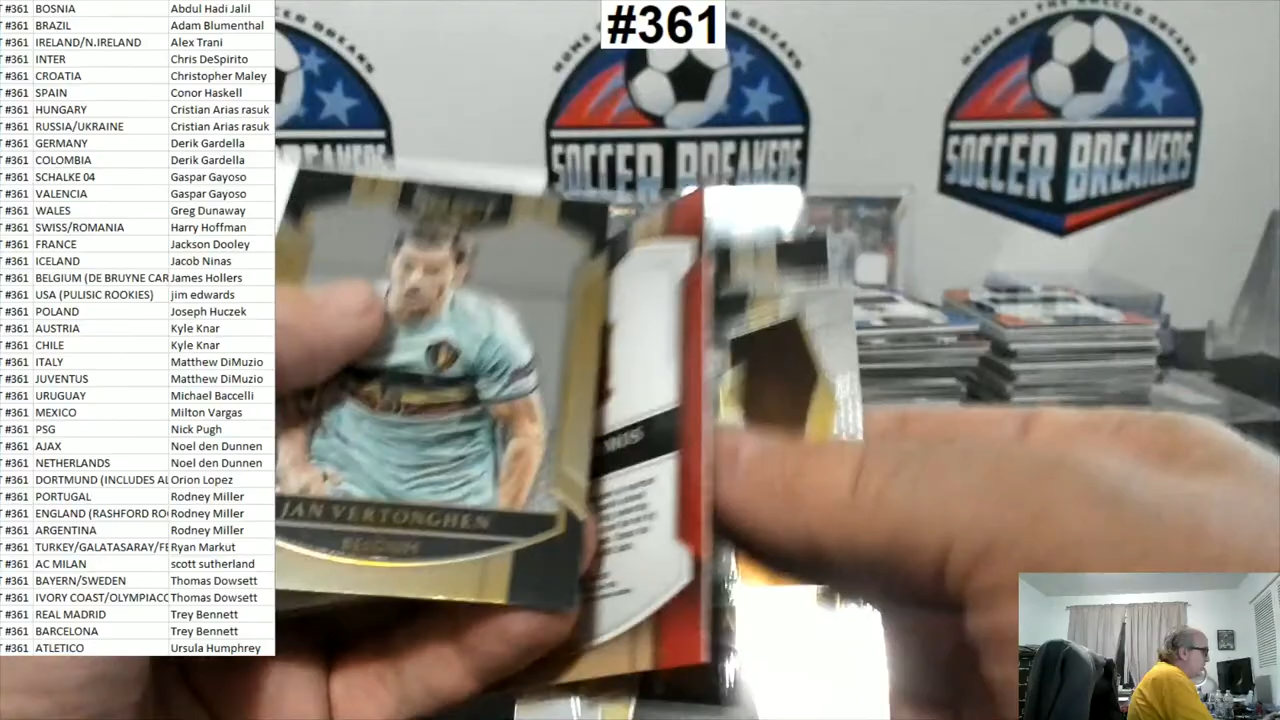 #361
#361 BOSNIA Abdul Hadi Jalil
#361 BRAZIL Adam Blumenthal
#361 IRELAND/N.IRELAND Alex Trani
#361 INTER Chris DeSpirito
#361 CROATIA Christopher Maley
#361 SPAIN Conor Haskell
#361 HUNGARY Cristian Arias rasuk
#361 RUSSIA/UKRAINE Cristian Arias rasuk
#361 GERMANY Derik Gardella
#361 COLOMBIA Derik Gardella
#361 SCHALKE 04 Gaspar Gayoso
#361 VALENCIA Gaspar Gayoso
#361 WALES Greg Dunaway
#361 SWISS/ROMANIA Harry Hoffman
#361 FRANCE Jackson Dooley
#361 ICELAND Jacob Ninas
#361 BELGIUM (DE BRUYNE CAR James Hollers
#361 USA (PULISIC ROOKIES) jim edwards
#361 POLAND Joseph Huczek
#361 AUSTRIA Kyle Knar
#361 CHILE Kyle Knar
#361 ITALY Matthew DiMuzio
#361 JUVENTUS Matthew DiMuzio
#361 URUGUAY Michael Baccelli
#361 MEXICO Milton Vargas
#361 PSG Nick Pugh
#361 AJAX Noel den Dunnen
#361 NETHERLANDS Noel den Dunnen
#361 DORTMUND (INCLUDES AL Orion Lopez
#361 PORTUGAL Rodney Miller
#361 ENGLAND (RASHFORD RO Rodney Miller
#361 ARGENTINA Rodney Miller
#361 TURKEY/GALATASARAY/FE Ryan Markut
#361 AC MILAN scott sutherland
#361 BAYERN/SWEDEN Thomas Dowsett
#361 IVORY COAST/OLYMPIAC Thomas Dowsett
#361 REAL MADRID Trey Bennett
#361 BARCELONA Trey Bennett
#361 ATLETICO Ursula Humphrey
SOCCER BREAKERS
HOME OF THE SOCCER BREAKS
SOCCER BREAKERS
JAN VERTONGHEN
BELGIUM